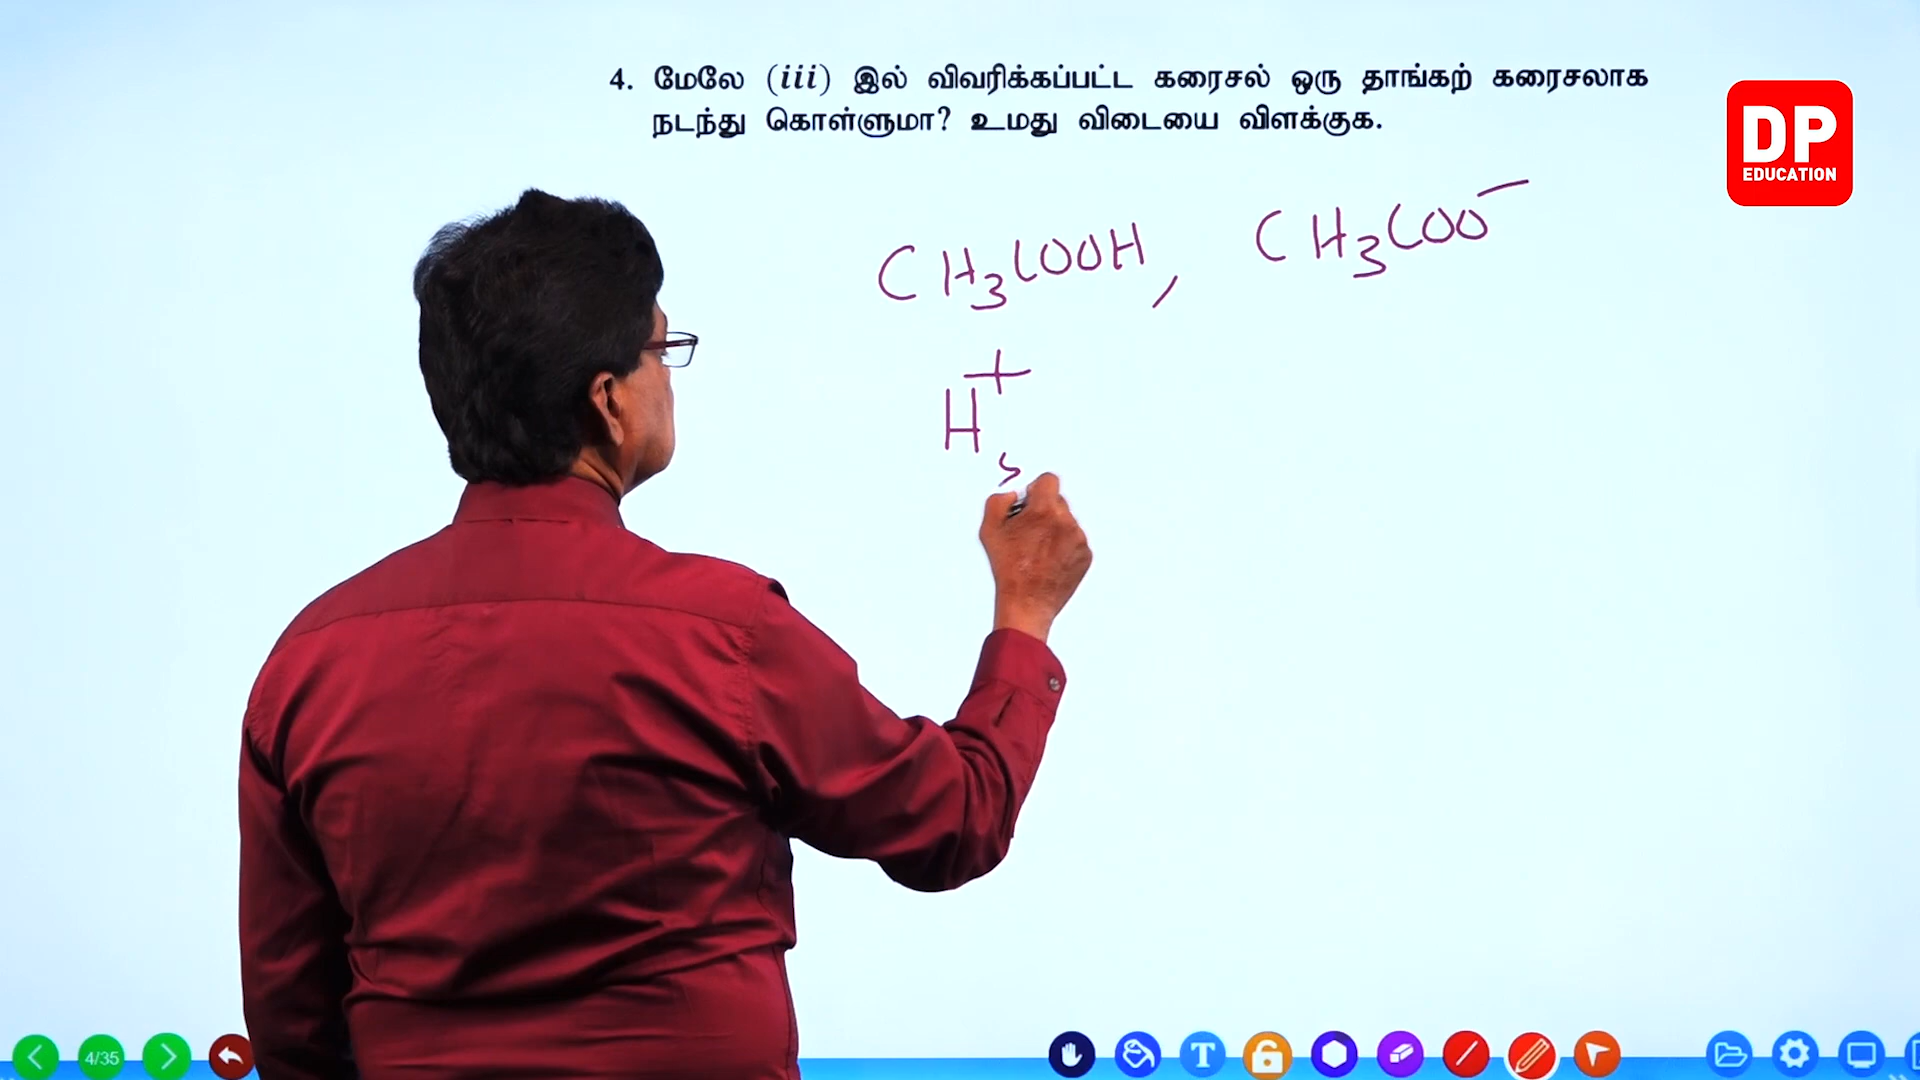 4. மேலே (iii) இல் விவரிக்கப்பட்ட கரைசல் ஒரு தாங்கற் கரைசலாக
நடந்து கொள்ளுமா? உமது விடையை விளக்குக.
DP
EDUCATION
CH₃COOH, CH₃COO⁻
H⁺,
4/35
T